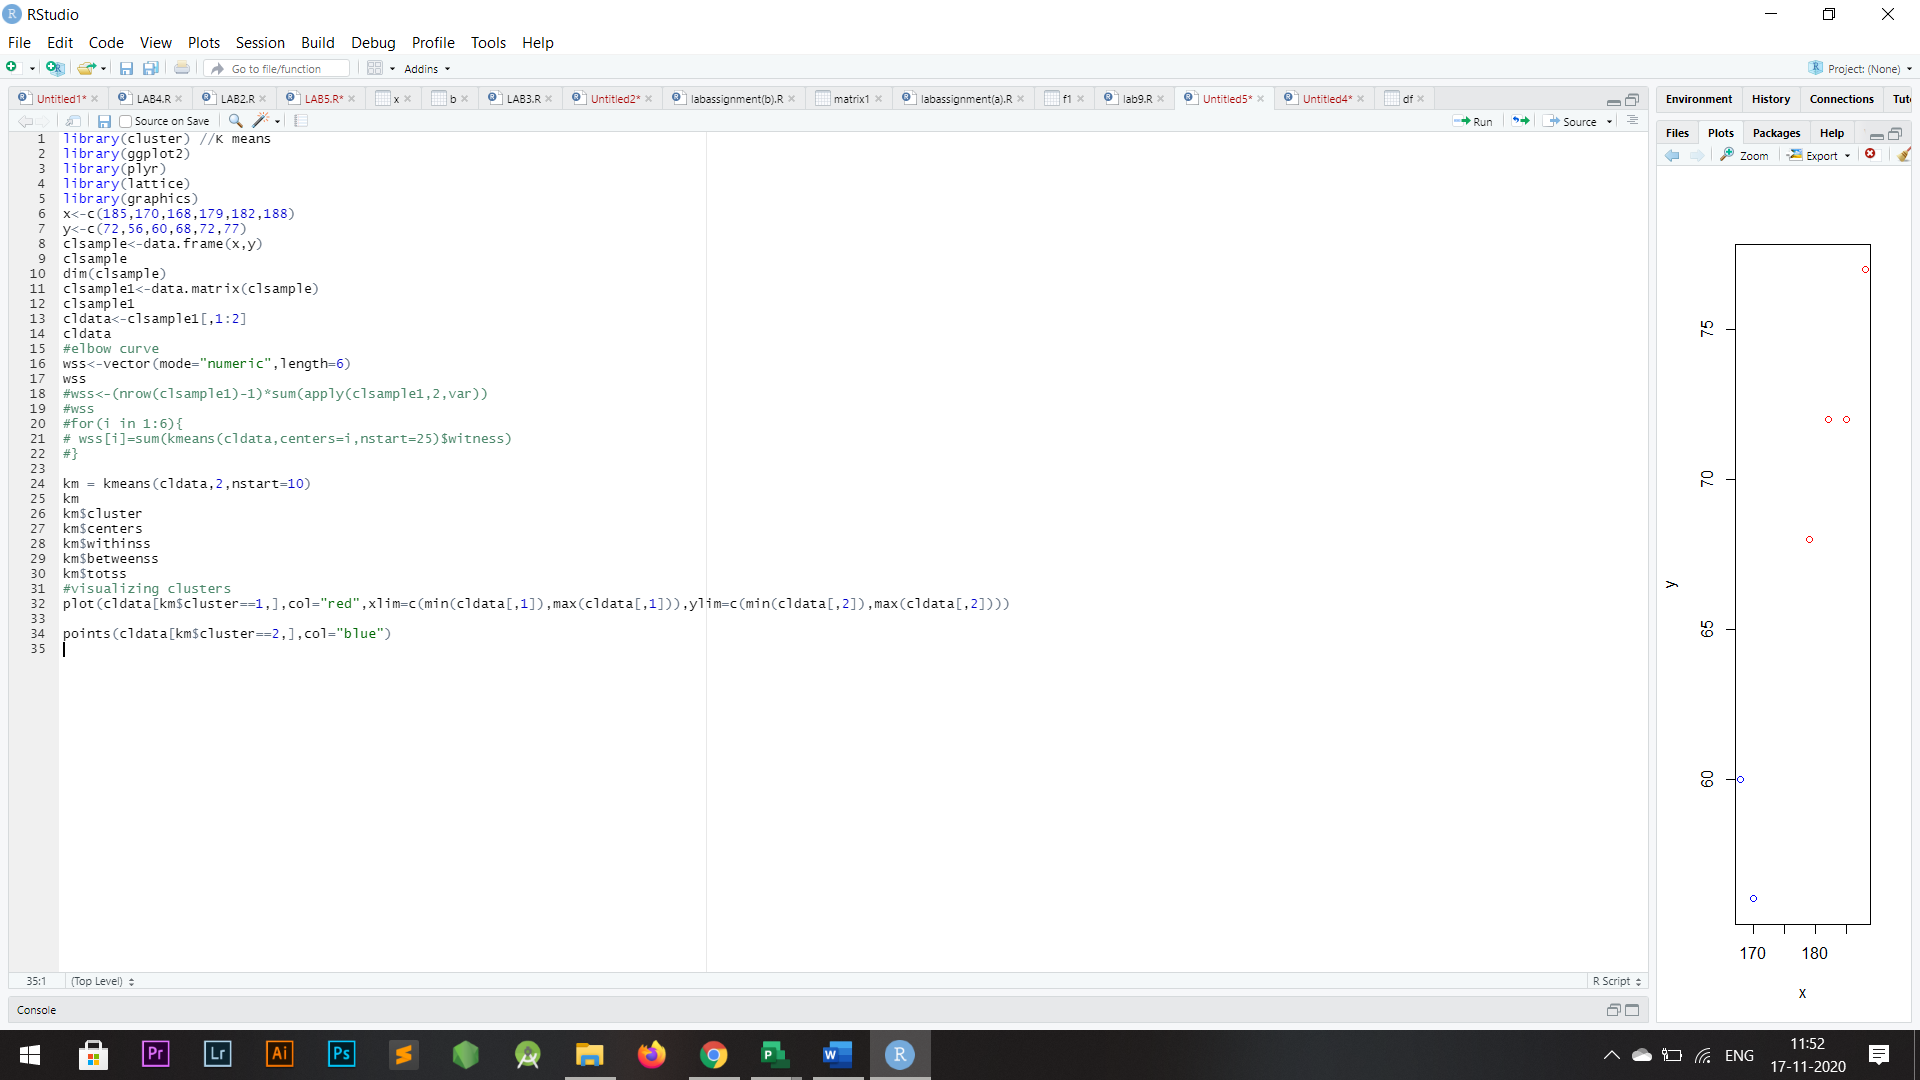 RStudio
File Edit Code View Plots Session Build Debug Profile Tools Help
Go to file/function Addins Project: (None)
Untitled1* LAB4.R LAB2.R LAB5.R* x b LAB3.R Untitled2* labassignment(b).R matrix1 labassignment(a).R f1 lab9.R Untitled5* Untitled4* df
Source on Save Run Source
1 library(cluster) //K means
2 library(ggplot2)
3 library(plyr)
4 library(lattice)
5 library(graphics)
6 x<-c(185,170,168,179,182,188)
7 y<-c(72,56,60,68,72,77)
8 clsample<-data.frame(x,y)
9 clsample
10 dim(clsample)
11 clsample1<-data.matrix(clsample)
12 clsample1
13 cldata<-clsample1[,1:2]
14 cldata
15 #elbow curve
16 wss<-vector(mode="numeric",length=6)
17 wss
18 #wss<-(nrow(clsample1)-1)*sum(apply(clsample1,2,var))
19 #wss
20 #for(i in 1:6){
21 # wss[i]=sum(kmeans(cldata,centers=i,nstart=25)$witness)
22 #}
23
24 km = kmeans(cldata,2,nstart=10)
25 km
26 km$cluster
27 km$centers
28 km$withinss
29 km$betweenss
30 km$totss
31 #visualizing clusters
32 plot(cldata[km$cluster==1,],col="red",xlim=c(min(cldata[,1]),max(cldata[,1])),ylim=c(min(cldata[,2]),max(cldata[,2])))
33
34 points(cldata[km$cluster==2,],col="blue")
35
35:1 (Top Level) R Script
Console
Environment History Connections Tut
Files Plots Packages Help
Zoom Export
75
70
y
65
60
170 180
x
Pr Lr Ai Ps P W R ENG
11:52
17-11-2020